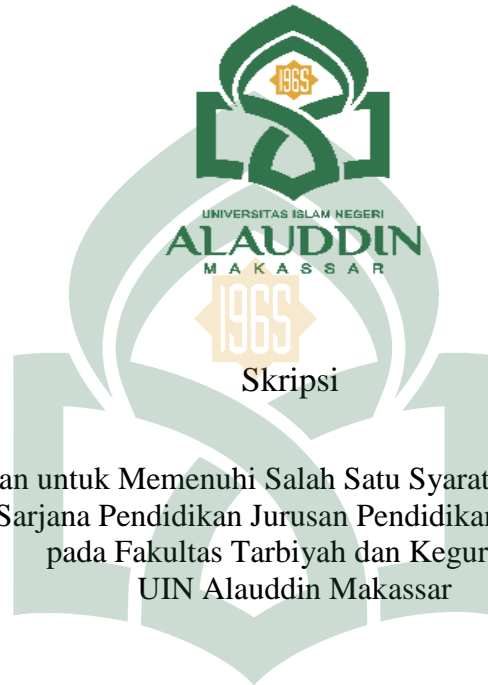 1965
UNIVERSITAS ISLAM NEGERI
ALAUDDIN
MAKASSAR
1965
Skripsi
an untuk Memenuhi Salah Satu Syarat
Sarjana Pendidikan Jurusan Pendidikan
pada Fakultas Tarbiyah dan Kegur
UIN Alauddin Makassar